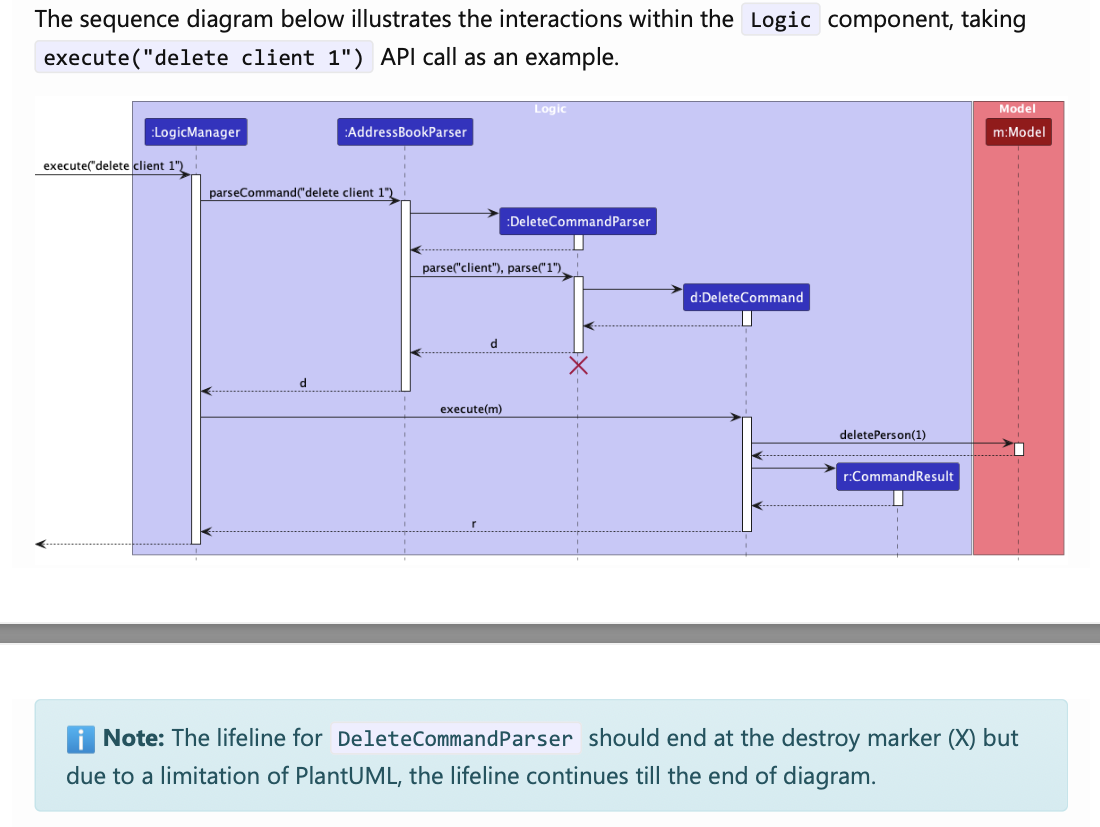 The sequence diagram below illustrates the interactions within the Logic component, taking
execute("delete client 1") API call as an example.
Logic
Model
:LogicManager
:AddressBookParser
m:Model
execute("delete client 1")
parseCommand("delete client 1")
:DeleteCommandParser
parse("client"), parse("1")
d:DeleteCommand
d
d
execute(m)
deletePerson(1)
r:CommandResult
r
i Note: The lifeline for DeleteCommandParser should end at the destroy marker (X) but
due to a limitation of PlantUML, the lifeline continues till the end of diagram.